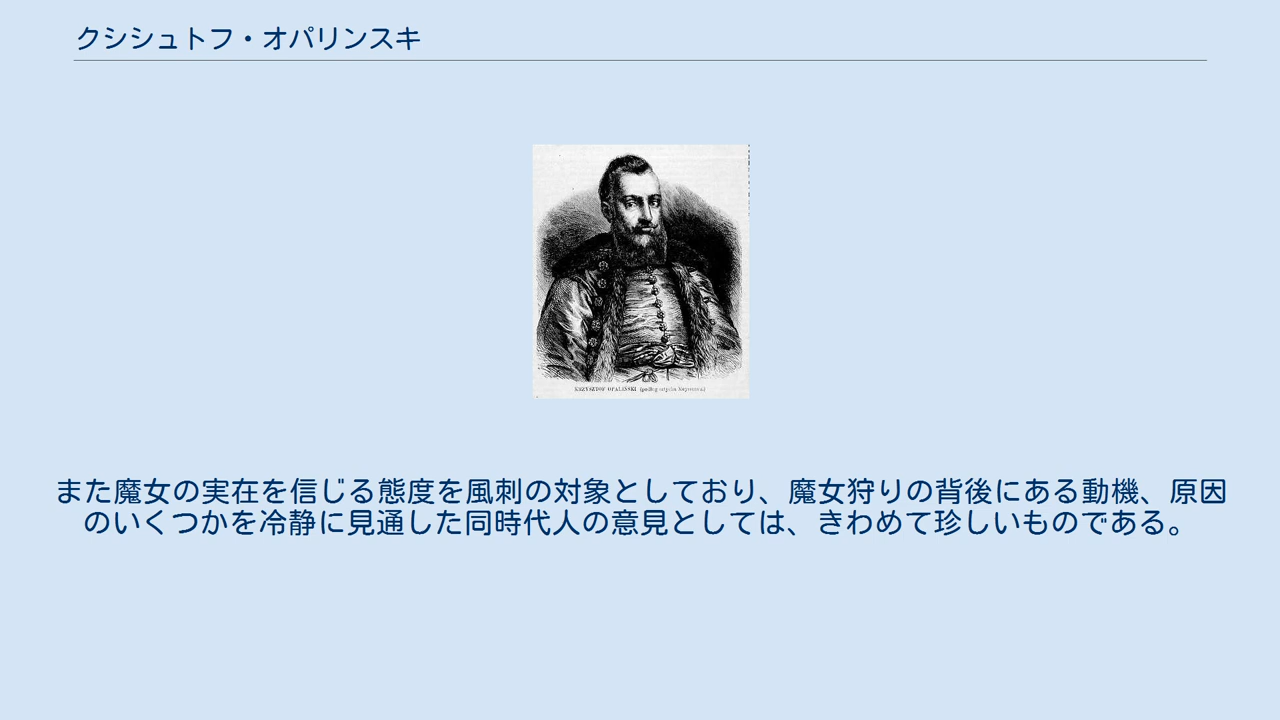 クシシュトフ・オパリンスキ
KRZYSZTOF OPALIŃSKI
また魔女の実在を信じる態度を風刺の対象としており、魔女狩りの背後にある動機、原因
のいくつかを冷静に見通した同時代人の意見としては、きわめて珍しいものである。